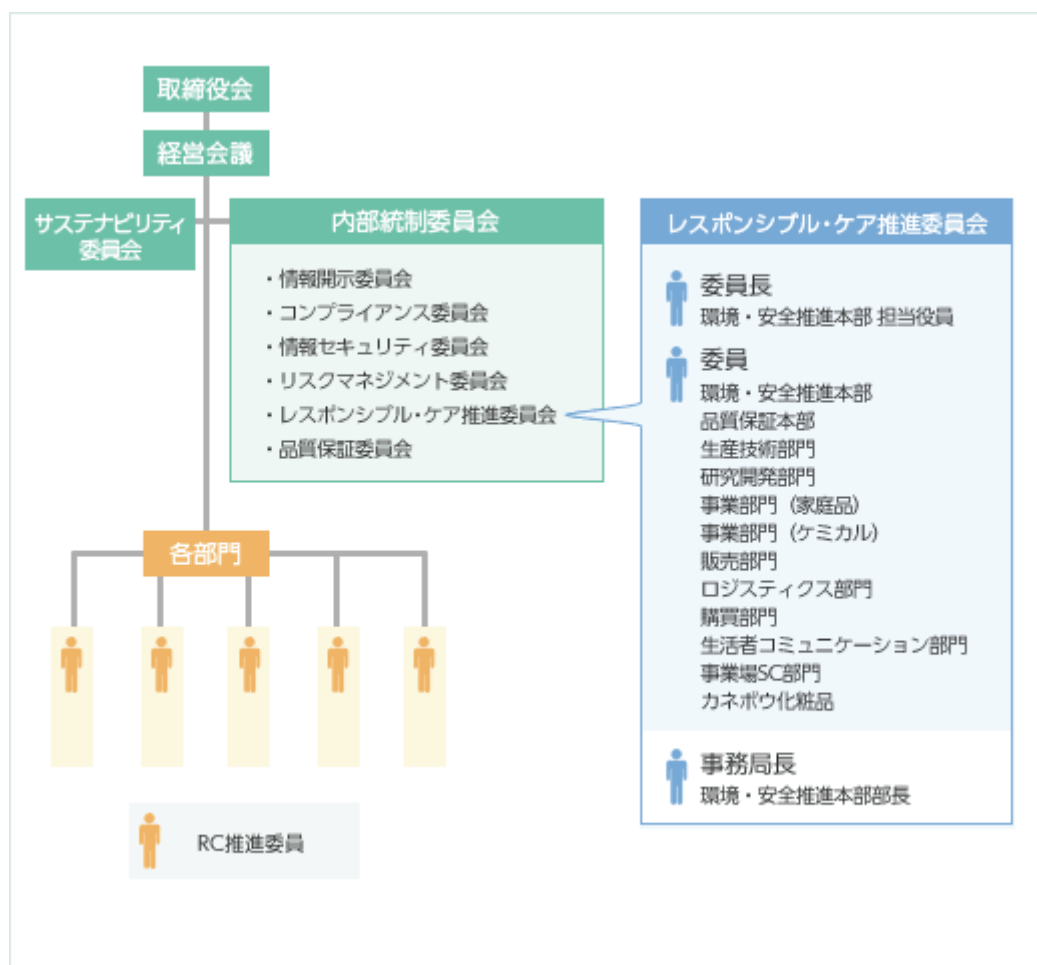 取締役会
経営会議
サステナビリティ
委員会
内部統制委員会
・情報開示委員会
・コンプライアンス委員会
・情報セキュリティ委員会
・リスクマネジメント委員会
・レスポンシブル・ケア推進委員会
・品質保証委員会
レスポンシブル・ケア推進委員会
委員長
環境・安全推進本部 担当役員
委員
環境・安全推進本部
品質保証本部
生産技術部門
研究開発部門
事業部門（家庭品）
事業部門（ケミカル）
販売部門
ロジスティクス部門
購買部門
生活者コミュニケーション部門
事業場SC部門
カネボウ化粧品
事務局長
環境・安全推進本部部長
各部門
RC推進委員